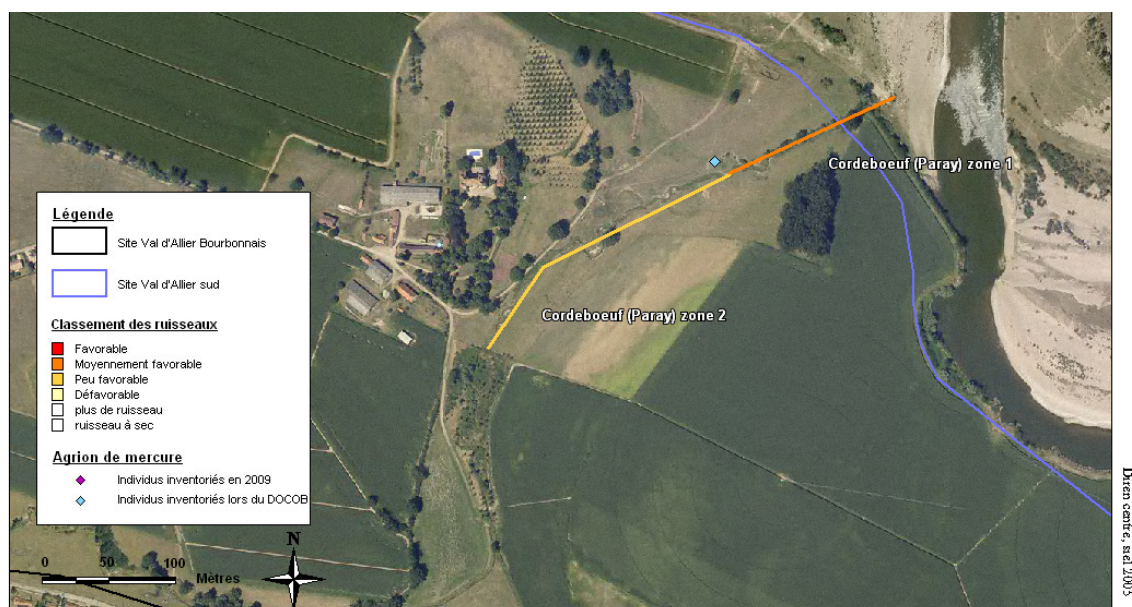 Cordeboeuf (Paray) zone 1
Cordeboeuf (Paray) zone 2
Légende
Site Val d'Allier Bourbonnais
Site Val d'Allier sud
Classement des ruisseaux
Favorable
Moyennement favorable
Peu favorable
Défavorable
plus de ruisseau
ruisseau à sec
Agrion de mercure
Individus inventoriés en 2009
Individus inventoriés lors du DOCOB
0 50 100
Mètres
N
Diren centre, siel 2005